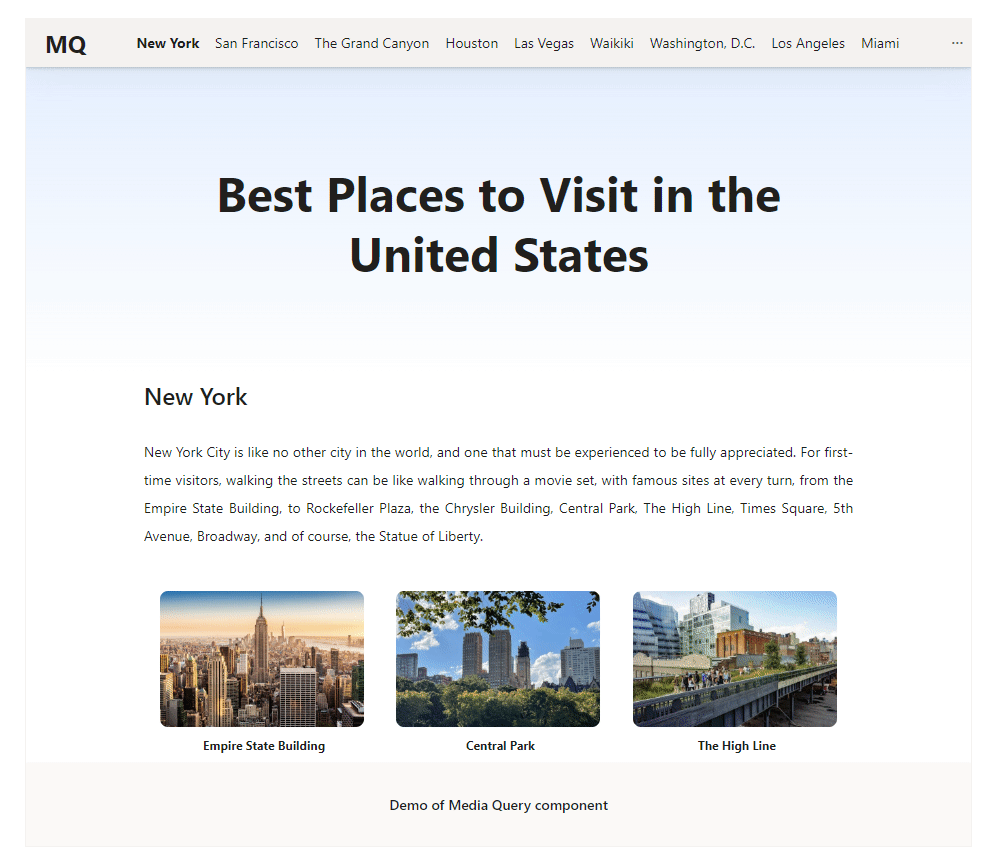 MQ New York San Francisco The Grand Canyon Houston Las Vegas Waikiki Washington, D.C. Los Angeles Miami ···
Best Places to Visit in the
United States
New York
New York City is like no other city in the world, and one that must be experienced to be fully appreciated. For first-
time visitors, walking the streets can be like walking through a movie set, with famous sites at every turn, from the
Empire State Building, to Rockefeller Plaza, the Chrysler Building, Central Park, The High Line, Times Square, 5th
Avenue, Broadway, and of course, the Statue of Liberty.
Empire State Building Central Park The High Line
Demo of Media Query component